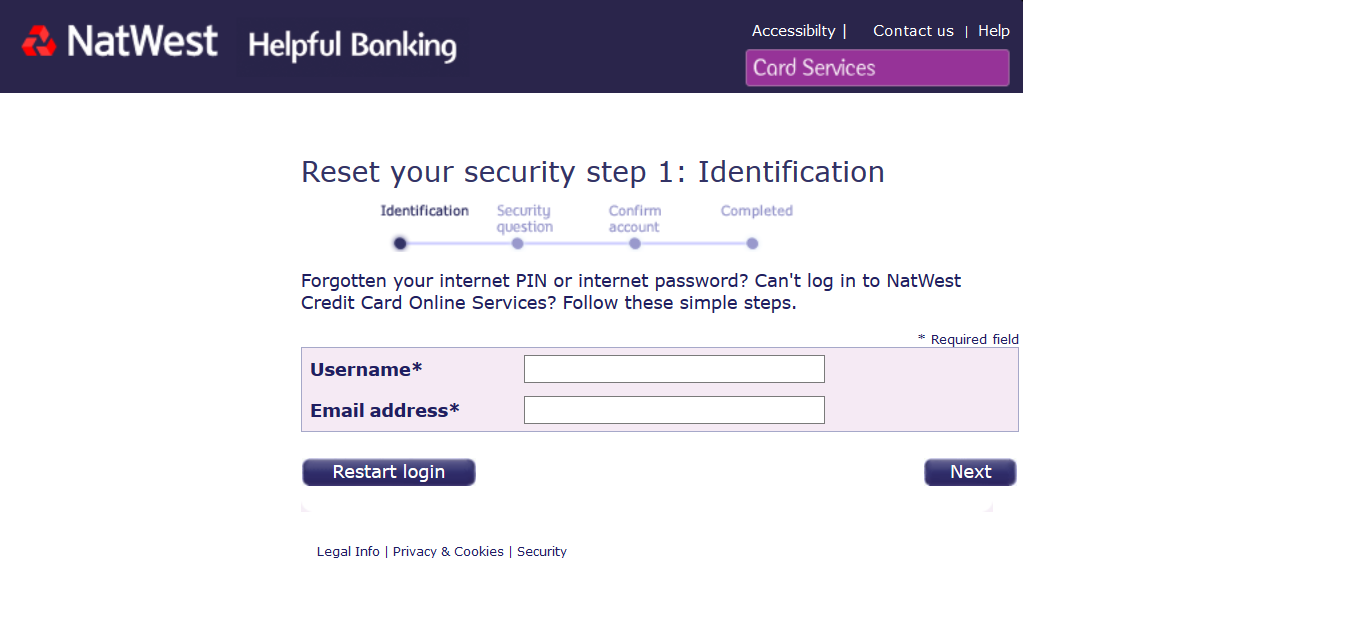 NatWest Helpful Banking
Accessibilty | Contact us | Help
Card Services
Reset your security step 1: Identification
Identification Security question Confirm account Completed
Forgotten your internet PIN or internet password? Can't log in to NatWest
Credit Card Online Services? Follow these simple steps.
* Required field
Username*
Email address*
Restart login Next
Legal Info | Privacy & Cookies | Security